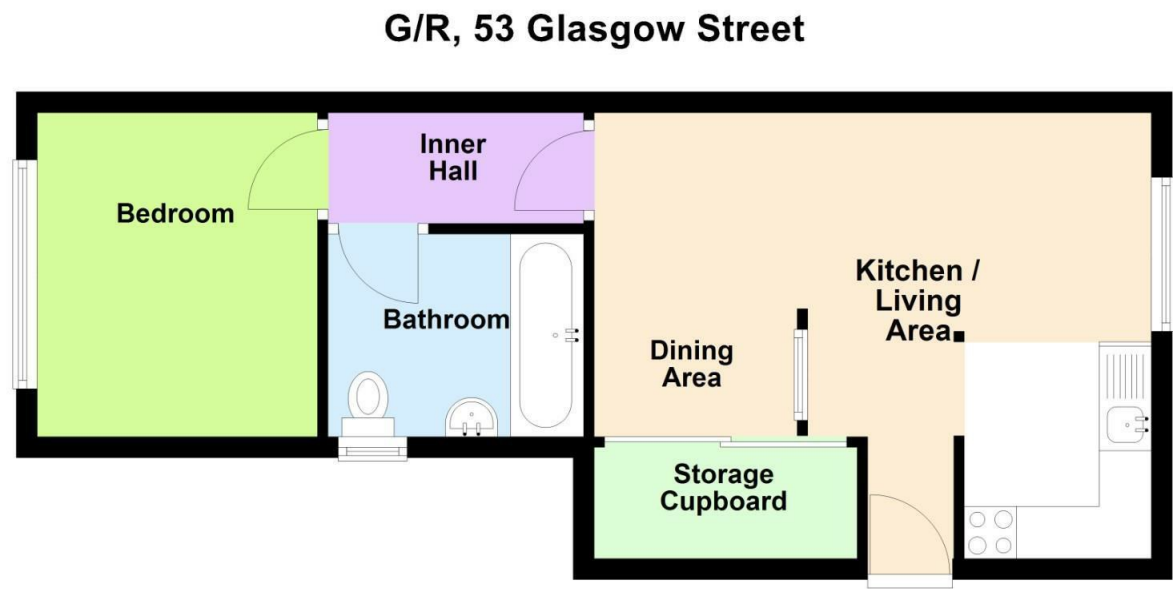 G/R, 53 Glasgow Street
Inner
Hall
Bedroom
Kitchen /
Living
Area
Bathroom
Dining
Area
Storage
Cupboard